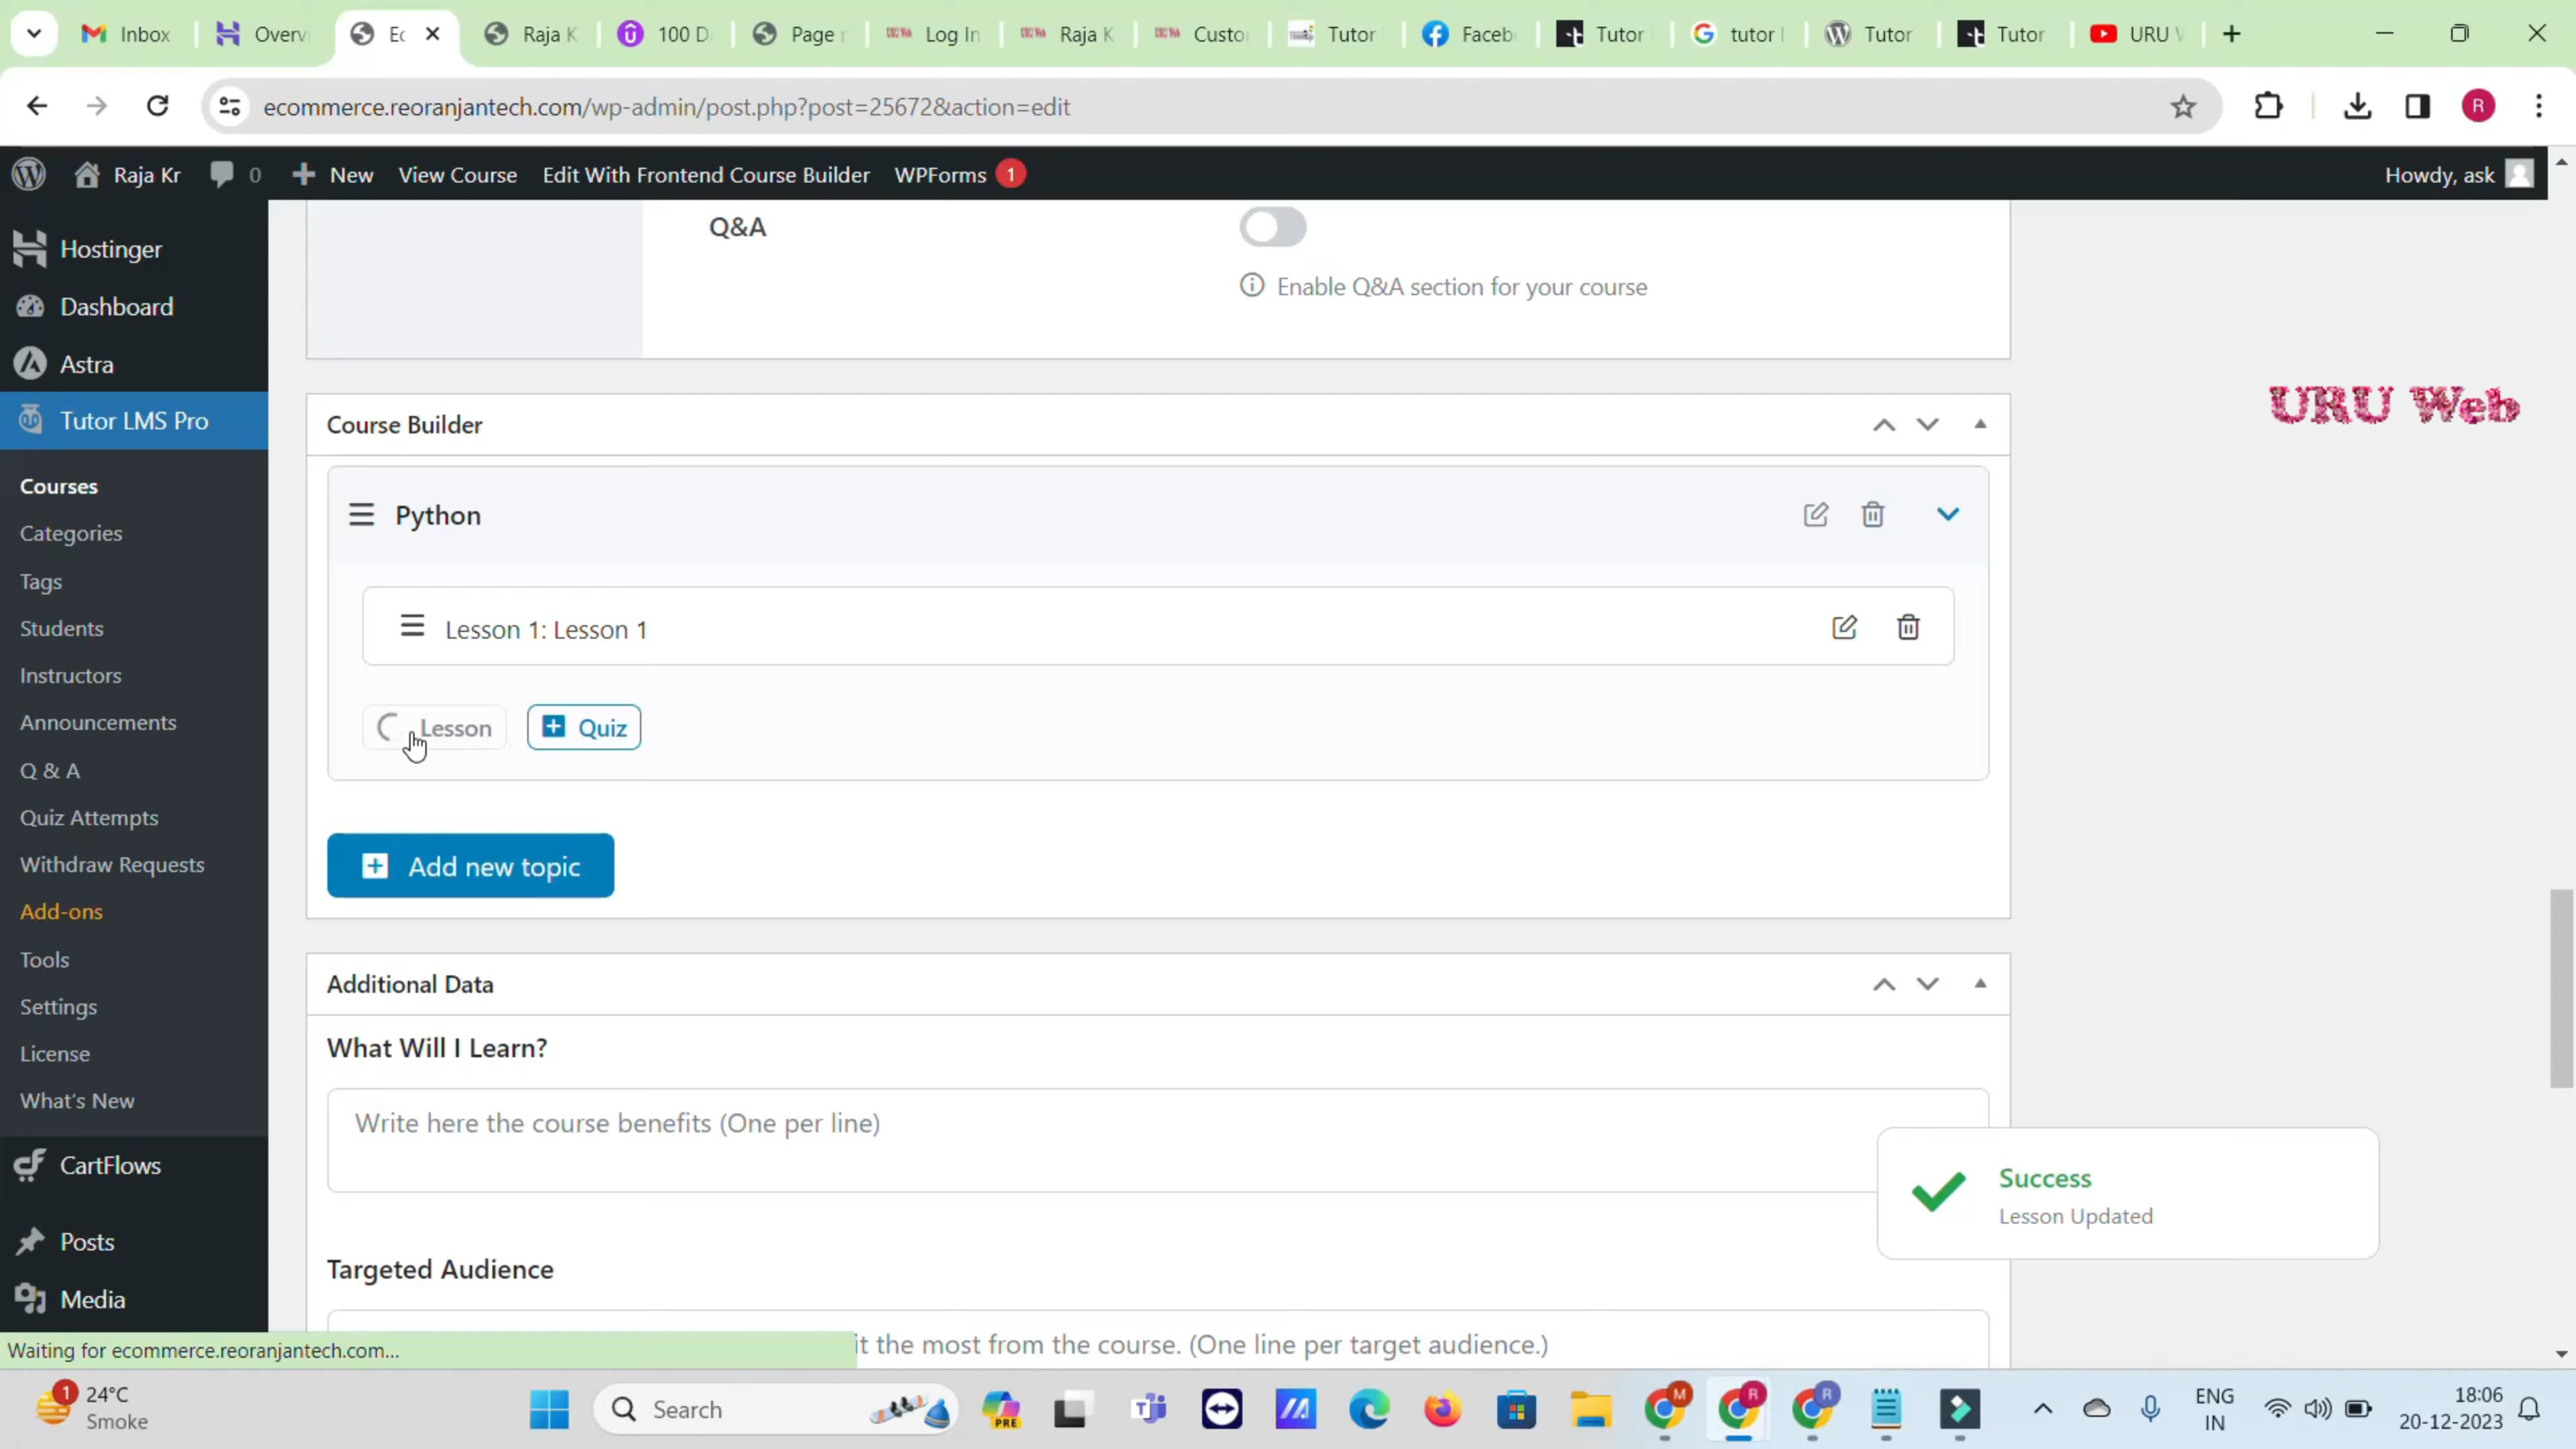 Inbox
Overvi
Ec
Raja K
100 D
Page r
Log In
Raja K
Custo
Tutor
Faceb
Tutor
tutor l
Tutor
Tutor
URU V
ecommerce.reoranjantech.com/wp-admin/post.php?post=25672&action=edit
R
Raja Kr
0
New
View Course
Edit With Frontend Course Builder
WPForms 1
Howdy, ask
Hostinger
Dashboard
Astra
Tutor LMS Pro
Courses
Categories
Tags
Students
Instructors
Announcements
Q & A
Quiz Attempts
Withdraw Requests
Add-ons
Tools
Settings
License
What's New
CartFlows
Posts
Media
Q&A
Enable Q&A section for your course
URU Web
Course Builder
Python
Lesson 1: Lesson 1
Lesson
Quiz
Add new topic
Additional Data
What Will I Learn?
Write here the course benefits (One per line)
Success
Lesson Updated
Targeted Audience
it the most from the course. (One line per target audience.)
Waiting for ecommerce.reoranjantech.com...
1
24°C
Smoke
Search
PRE
M
R
R
ENG
IN
18:06
20-12-2023